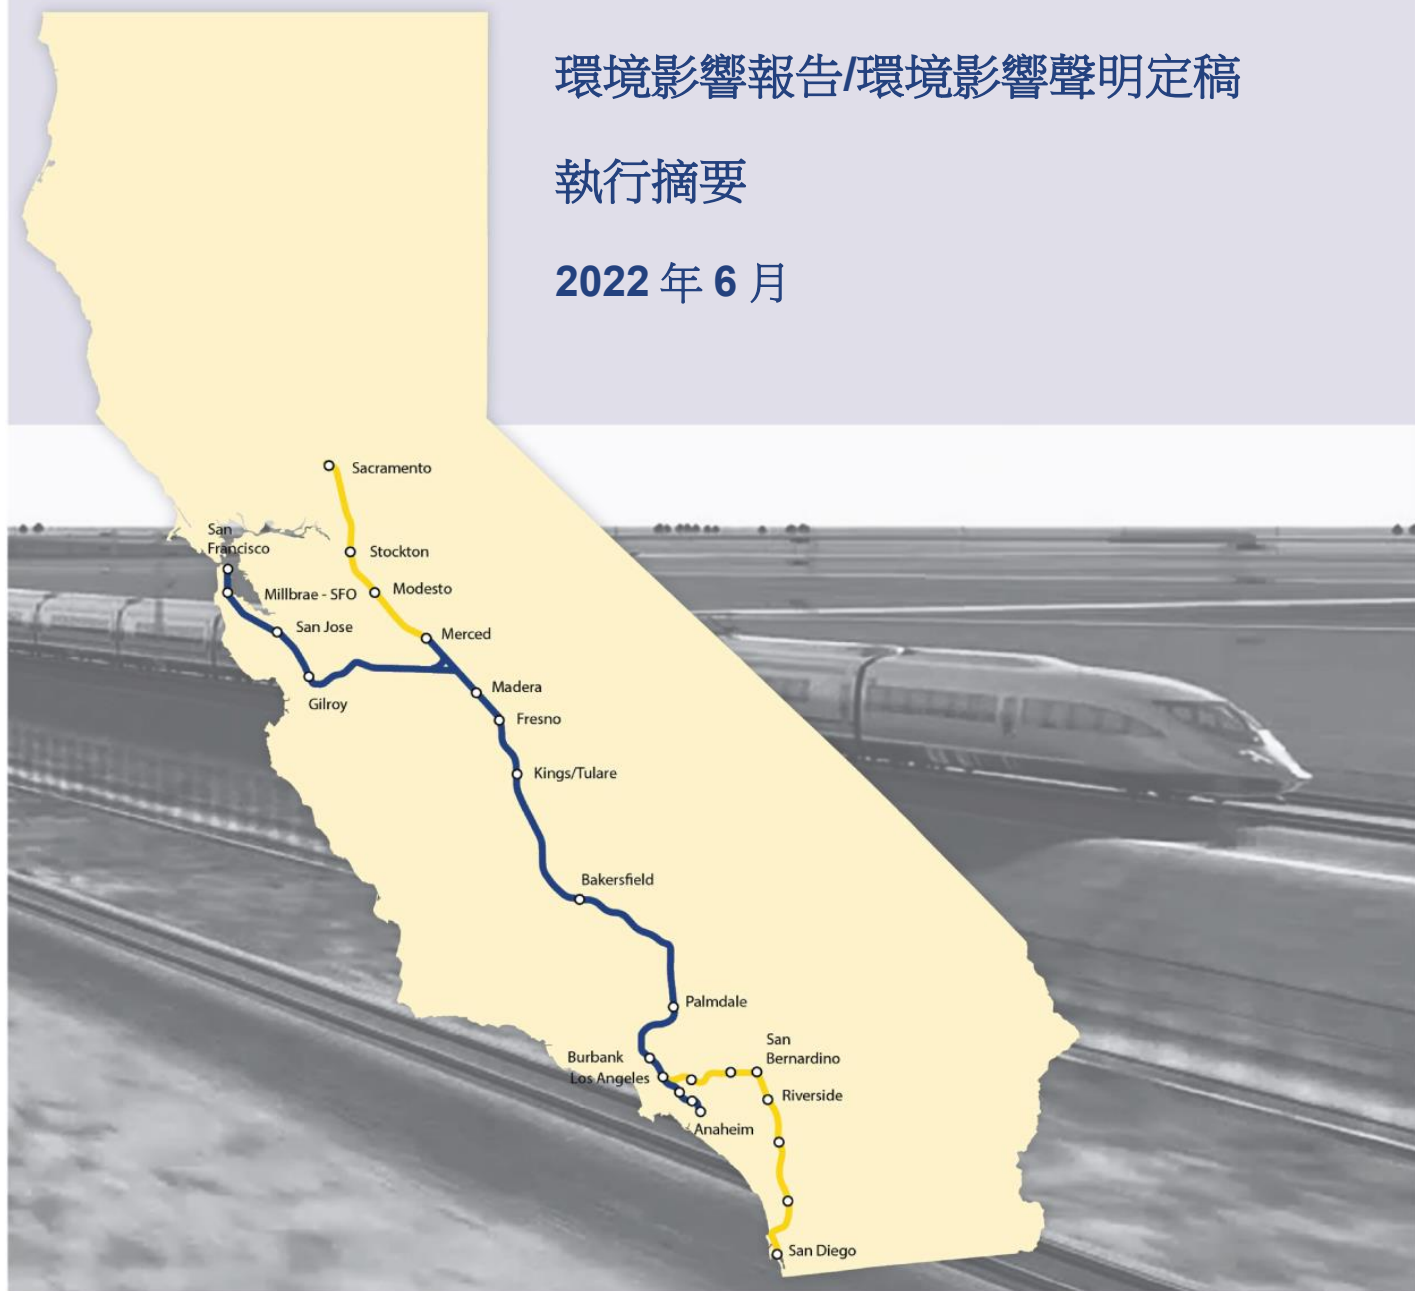 環境影響報告/環境影響聲明定稿
執行摘要
2022 年 6 月
Sacramento
San
Francisco
Stockton
Millbrae - SFO
Modesto
San Jose
Merced
Gilroy
Madera
Fresno
Kings/Tulare
Bakersfield
Palmdale
Burbank
Los Angeles
San
Bernardino
Riverside
Anaheim
San Diego